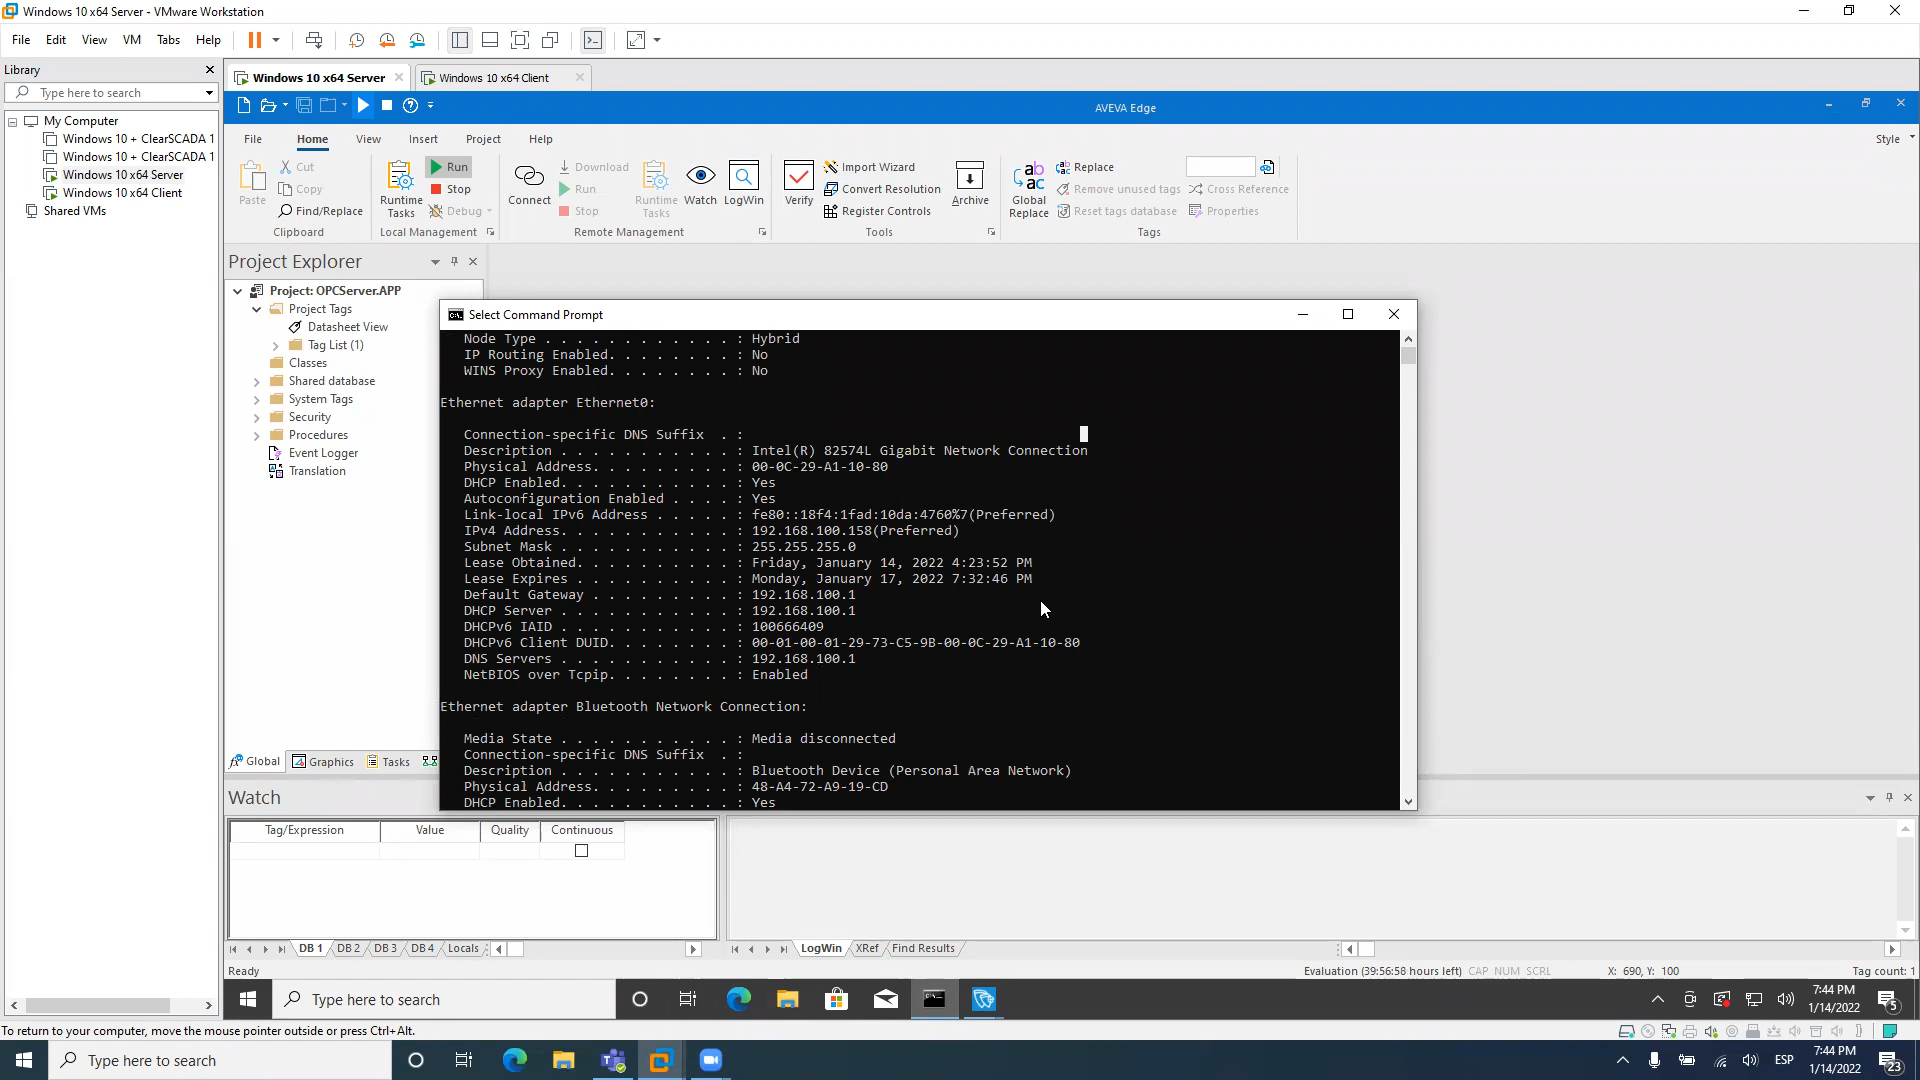 Windows 10 x64 Server - VMware Workstation
File Edit View VM Tabs Help
Library
Type here to search
My Computer
Windows 10 + ClearSCADA 1
Windows 10 + ClearSCADA 1
Windows 10 x64 Server
Windows 10 x64 Client
Shared VMs
Windows 10 x64 Server
Windows 10 x64 Client
AVEVA Edge
File Home View Insert Project Help
Style
Paste
Cut
Copy
Find/Replace
Clipboard
Runtime Tasks
Run
Stop
Debug
Local Management
Connect
Download
Run
Stop
Runtime Tasks
Watch
LogWin
Remote Management
Verify
Import Wizard
Convert Resolution
Register Controls
Archive
Tools
Global Replace
Replace
Remove unused tags
Reset tags database
Cross Reference
Properties
Tags
Project Explorer
Project: OPCServer.APP
Project Tags
Datasheet View
Tag List (1)
Classes
Shared database
System Tags
Security
Procedures
Event Logger
Translation
Global Graphics Tasks
Select Command Prompt
Node Type . . . . . . . . . . . . : Hybrid
IP Routing Enabled. . . . . . . . : No
WINS Proxy Enabled. . . . . . . . : No
Ethernet adapter Ethernet0:
Connection-specific DNS Suffix . :
Description . . . . . . . . . . . : Intel(R) 82574L Gigabit Network Connection
Physical Address. . . . . . . . . : 00-0C-29-A1-10-80
DHCP Enabled. . . . . . . . . . . : Yes
Autoconfiguration Enabled . . . . : Yes
Link-local IPv6 Address . . . . . : fe80::18f4:1fad:10da:4760%7(Preferred)
IPv4 Address. . . . . . . . . . . : 192.168.100.158(Preferred)
Subnet Mask . . . . . . . . . . . : 255.255.255.0
Lease Obtained. . . . . . . . . . : Friday, January 14, 2022 4:23:52 PM
Lease Expires . . . . . . . . . . : Monday, January 17, 2022 7:32:46 PM
Default Gateway . . . . . . . . . : 192.168.100.1
DHCP Server . . . . . . . . . . . : 192.168.100.1
DHCPv6 IAID . . . . . . . . . . . : 100666409
DHCPv6 Client DUID. . . . . . . . : 00-01-00-01-29-73-C5-9B-00-0C-29-A1-10-80
DNS Servers . . . . . . . . . . . : 192.168.100.1
NetBIOS over Tcpip. . . . . . . . : Enabled
Ethernet adapter Bluetooth Network Connection:
Media State . . . . . . . . . . . : Media disconnected
Connection-specific DNS Suffix . :
Description . . . . . . . . . . . : Bluetooth Device (Personal Area Network)
Physical Address. . . . . . . . . : 48-A4-72-A9-19-CD
DHCP Enabled. . . . . . . . . . . : Yes
Watch
Tag/Expression Value Quality Continuous
DB 1 DB 2 DB 3 DB 4 Locals
LogWin XRef Find Results
Ready
Evaluation (39:56:58 hours left) CAP NUM SCRL X: 690, Y: 100 Tag count: 1
Type here to search
7:44 PM
1/14/2022
5
To return to your computer, move the mouse pointer outside or press Ctrl+Alt.
Type here to search
ESP
7:44 PM
1/14/2022
23